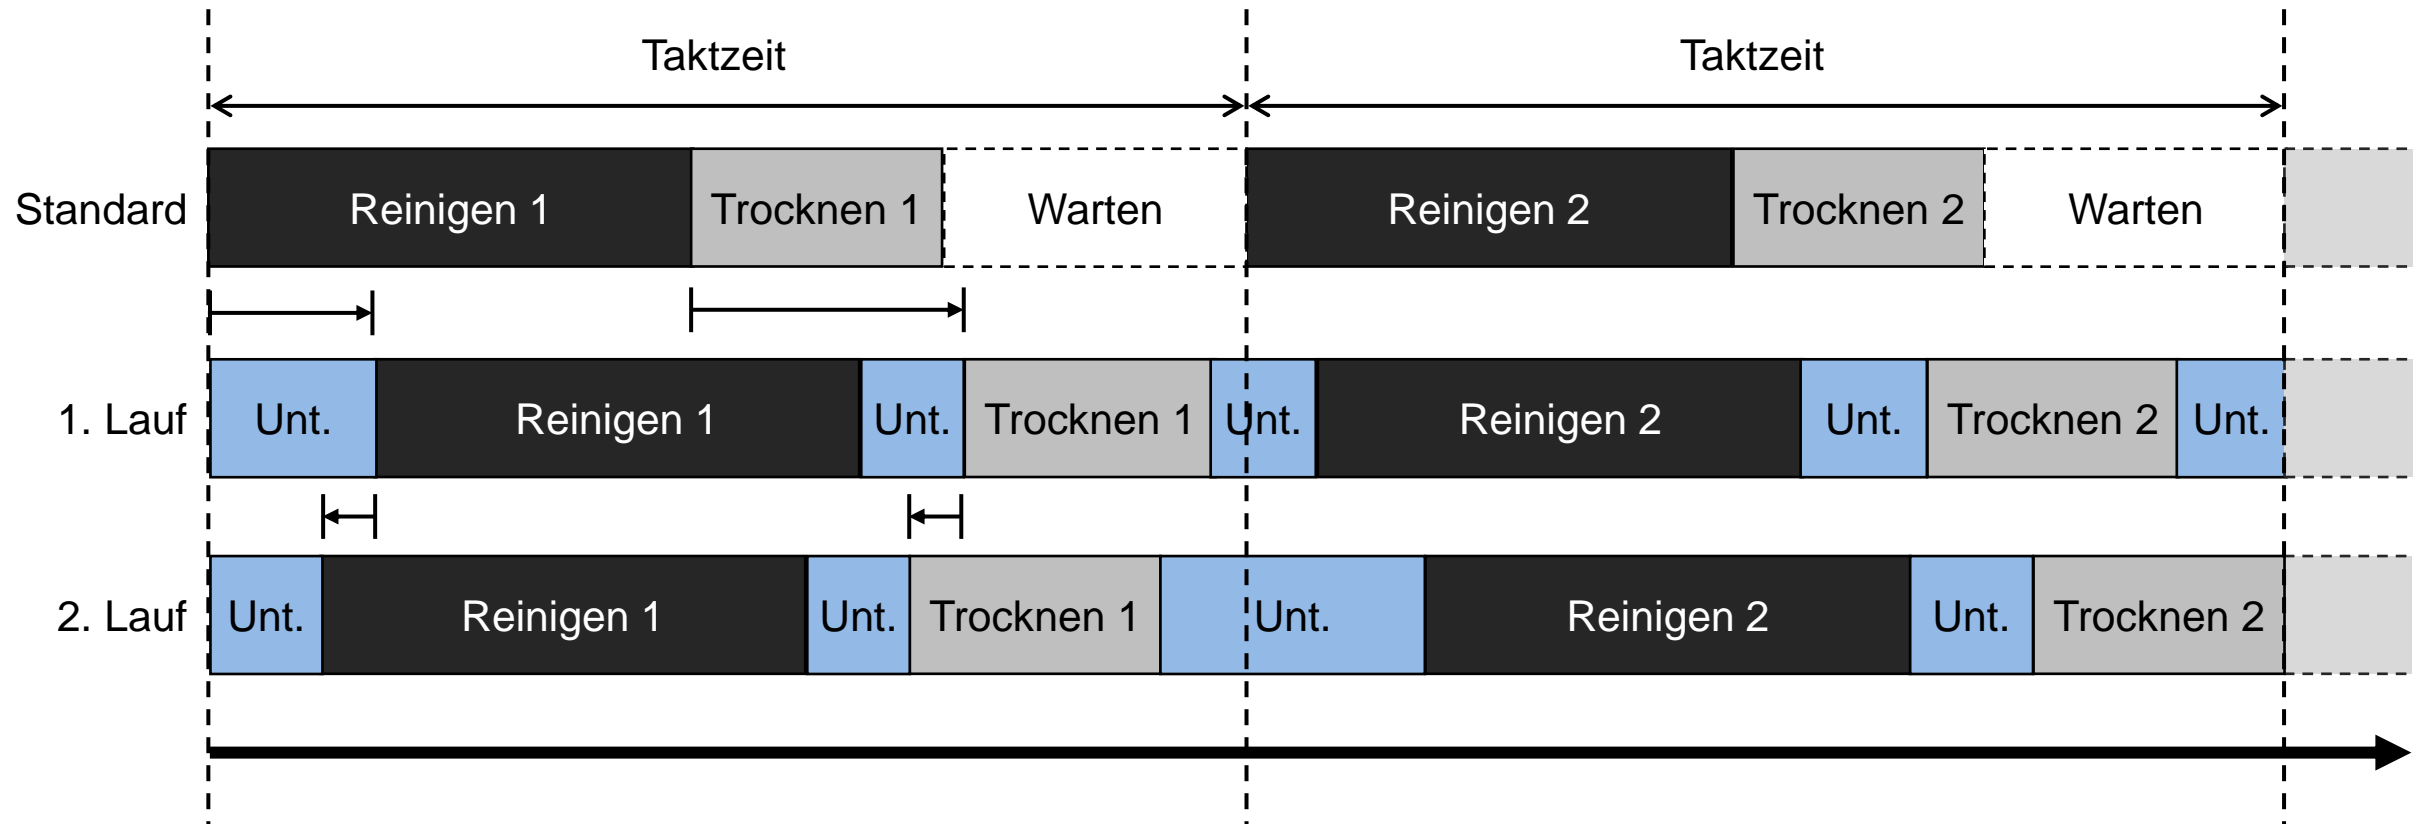 Taktzeit Taktzeit
Standard Reinigen 1 Trocknen 1 Warten Reinigen 2 Trocknen 2 Warten
1. Lauf Unt. Reinigen 1 Unt. Trocknen 1 Unt. Reinigen 2 Unt. Trocknen 2 Unt.
2. Lauf Unt. Reinigen 1 Unt. Trocknen 1 Unt. Reinigen 2 Unt. Trocknen 2